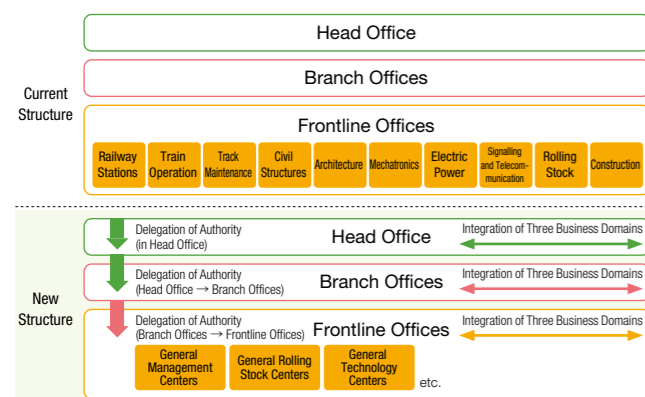 Head Office
Branch Offices
Current
Structure
Frontline Offices
Railway
Stations
Train
Operation
Track
Maintenance
Civil
Structures
Architecture
Mechatronics
Electric
Power
Signalling
and Telecom-
munication
Rolling
Stock
Construction
New
Structure
Delegation of Authority
(in Head Office)
Head Office
Integration of Three Business Domains
Delegation of Authority
(Head Office → Branch Offices)
Branch Offices
Integration of Three Business Domains
Delegation of Authority
(Branch Offices → Frontline Offices)
Frontline Offices
Integration of Three Business Domains
General
Management
Centers
General Rolling
Stock Centers
General
Technology
Centers
etc.